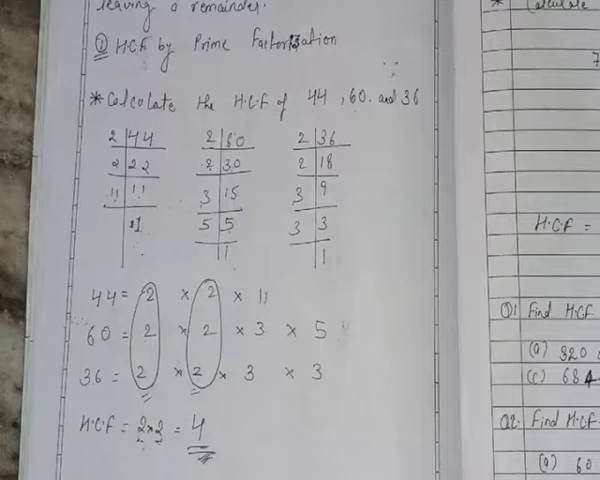 leaving a remainder.
① H.C.F by Prime Factorization
* Calculate the H.C.F of 44, 60. and 36
2 | 44
2 | 22
11 | 11
1
2 | 60
2 | 30
3 | 15
5 | 5
1
2 | 36
2 | 18
3 | 9
3 | 3
1
44 = 2 × 2 × 11
60 = 2 × 2 × 3 × 5
36 = 2 × 2 × 3 × 3
H.C.F = 2×2 = 4
* Calculate
7
H.C.F =
Q1. Find H.C.F
(a) 320
(c) 684
Q2. Find H.C.F.
(a) 60